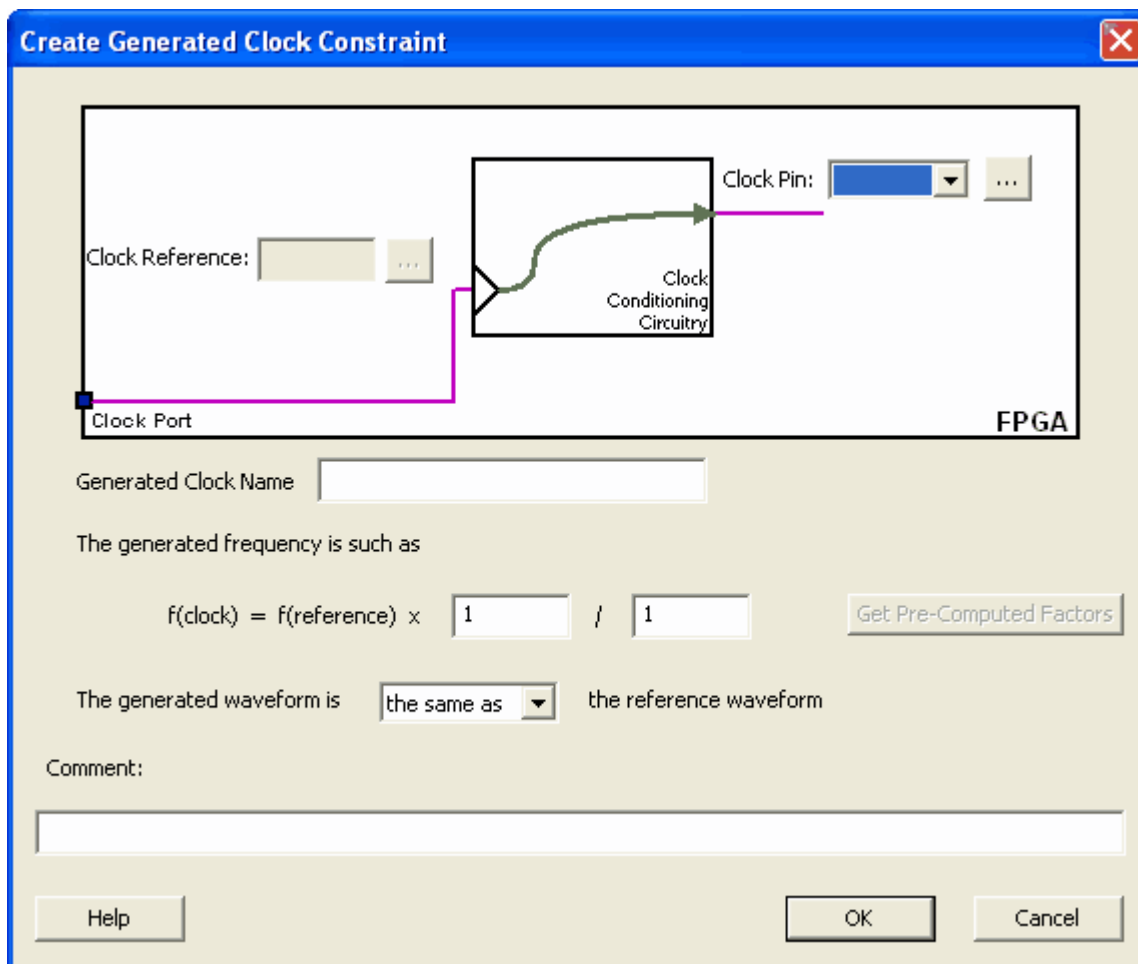 Create Generated Clock Constraint
Clock Pin:
...
Clock Reference:
...
Clock
Conditioning
Circuitry
Clock Port
FPGA
Generated Clock Name
The generated frequency is such as
f(clock) = f(reference) x 1 / 1
Get Pre-Computed Factors
The generated waveform is the same as the reference waveform
Comment:
Help
OK
Cancel